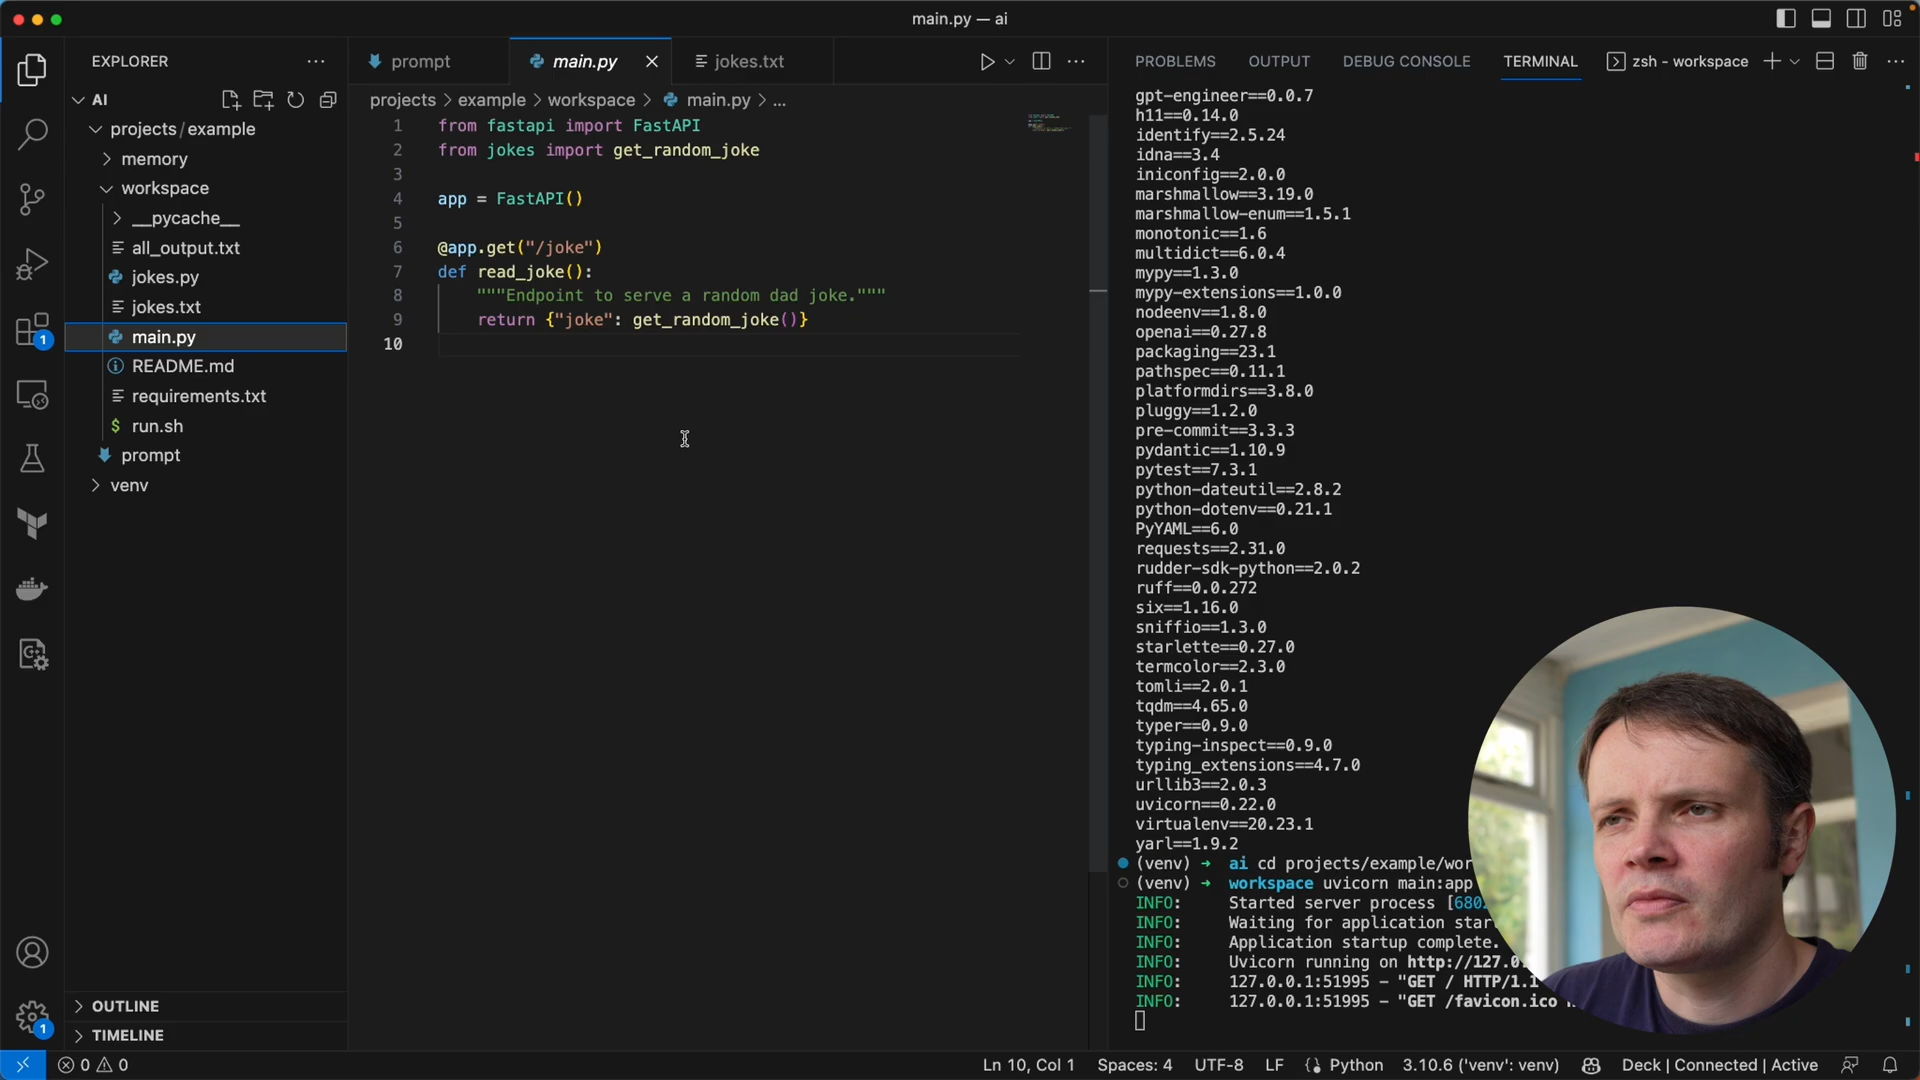 main.py — ai
EXPLORER
AI
projects/example
memory
workspace
__pycache__
all_output.txt
jokes.py
jokes.txt
main.py
README.md
requirements.txt
run.sh
prompt
venv
OUTLINE
TIMELINE
1
1
prompt
main.py
jokes.txt
projects > example > workspace > main.py > ...
1 from fastapi import FastAPI
2 from jokes import get_random_joke
3
4 app = FastAPI()
5
6 @app.get("/joke")
7 def read_joke():
8 """Endpoint to serve a random dad joke."""
9 return {"joke": get_random_joke()}
10
PROBLEMS OUTPUT DEBUG CONSOLE TERMINAL zsh - workspace
gpt-engineer==0.0.7
h11==0.14.0
identify==2.5.24
idna==3.4
iniconfig==2.0.0
marshmallow==3.19.0
marshmallow-enum==1.5.1
monotonic==1.6
multidict==6.0.4
mypy==1.3.0
mypy-extensions==1.0.0
nodeenv==1.8.0
openai==0.27.8
packaging==23.1
pathspec==0.11.1
platformdirs==3.8.0
pluggy==1.2.0
pre-commit==3.3.3
pydantic==1.10.9
pytest==7.3.1
python-dateutil==2.8.2
python-dotenv==0.21.1
PyYAML==6.0
requests==2.31.0
rudder-sdk-python==2.0.2
ruff==0.0.272
six==1.16.0
sniffio==1.3.0
starlette==0.27.0
termcolor==2.3.0
tomli==2.0.1
tqdm==4.65.0
typer==0.9.0
typing-inspect==0.9.0
typing_extensions==4.7.0
urllib3==2.0.3
uvicorn==0.22.0
virtualenv==20.23.1
yarl==1.9.2
(venv) → ai cd projects/example/wor
(venv) → workspace uvicorn main:app
INFO: Started server process [680
INFO: Waiting for application star
INFO: Application startup complete.
INFO: Uvicorn running on http://127.0
INFO: 127.0.0.1:51995 - "GET / HTTP/1.1
INFO: 127.0.0.1:51995 - "GET /favicon.ico
0 0
Ln 10, Col 1 Spaces: 4 UTF-8 LF Python 3.10.6 ('venv': venv) Deck | Connected | Active